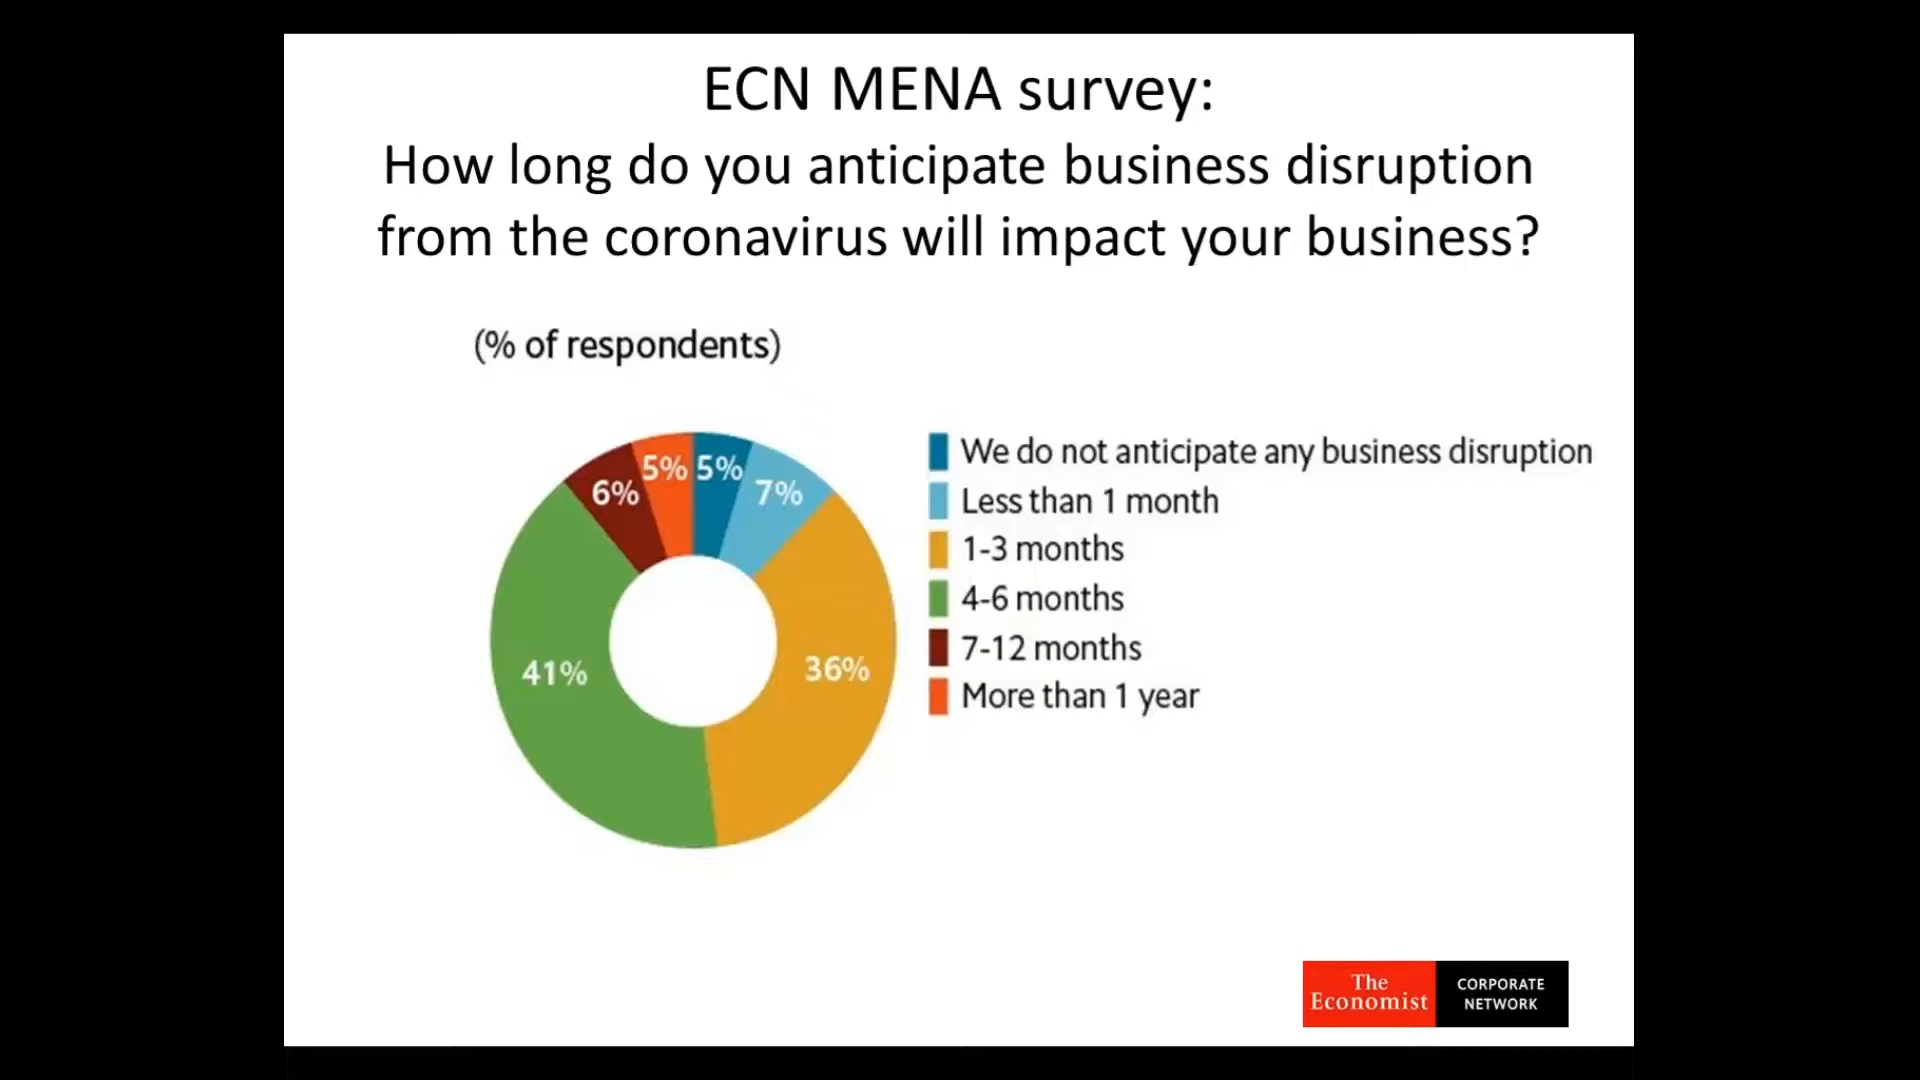 ECN MENA survey:
How long do you anticipate business disruption
from the coronavirus will impact your business?
(% of respondents)
5%
5%
7%
6%
41%
36%
We do not anticipate any business disruption
Less than 1 month
1-3 months
4-6 months
7-12 months
More than 1 year
The
Economist
CORPORATE
NETWORK